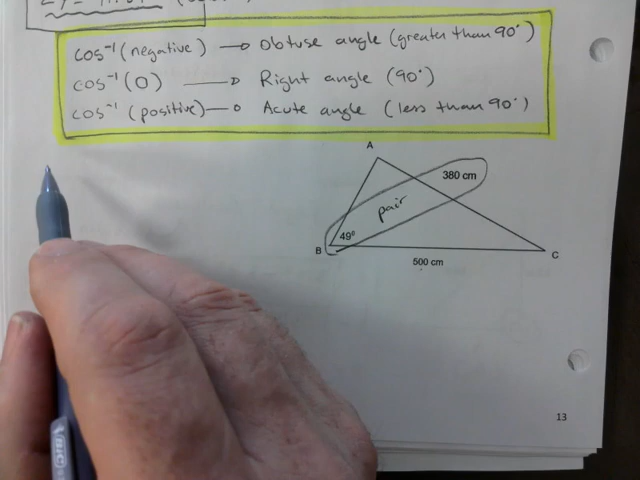 cos⁻¹(negative) → Obtuse angle (greater than 90°)
cos⁻¹(0) → Right angle (90°)
cos⁻¹(positive) → Acute angle (less than 90°)
A
380 cm
pair
49°
B
C
500 cm
13
BIC